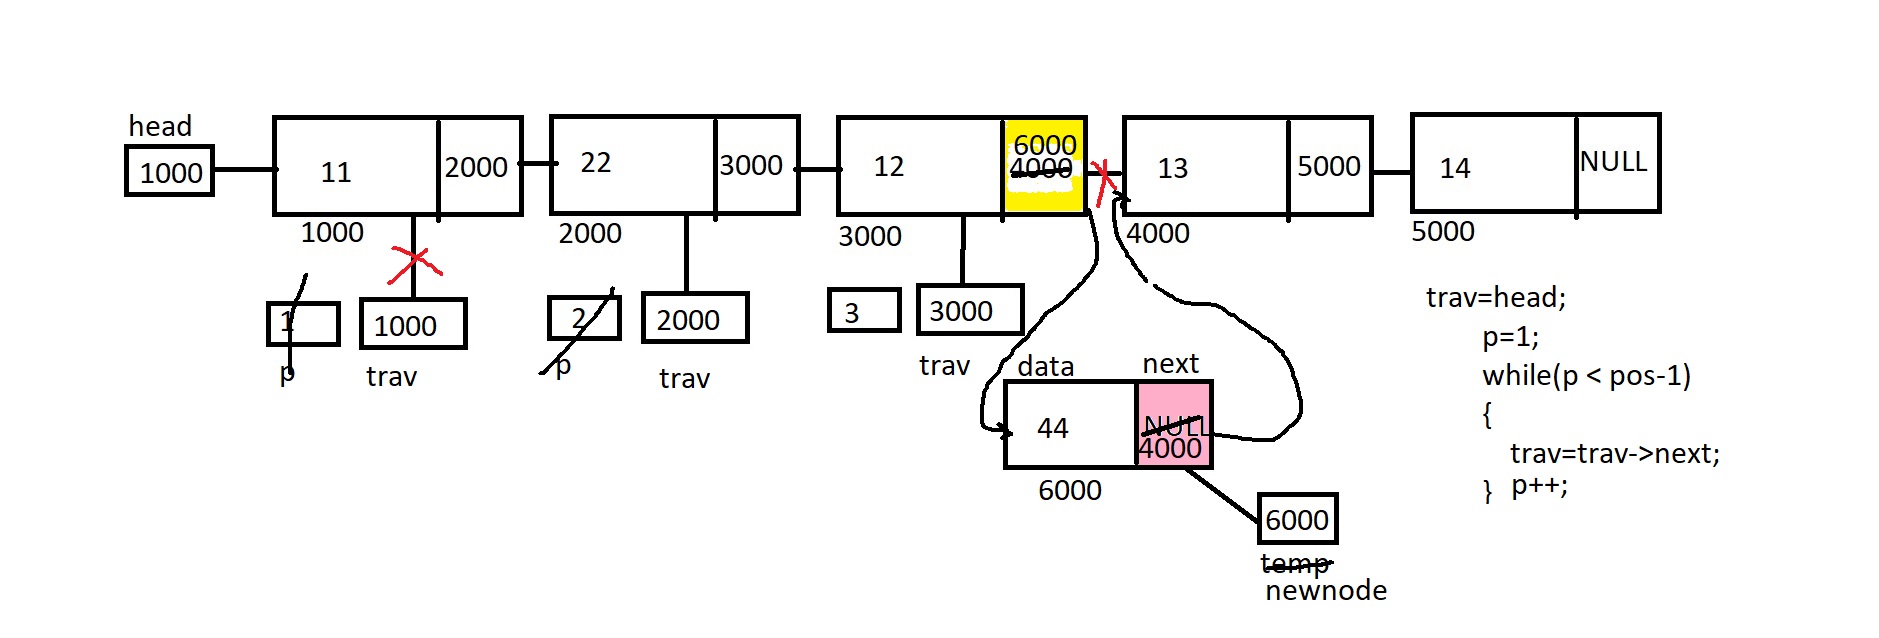 head
1000
11
2000
22
3000
12
6000
4000
13
5000
14
NULL
1000
2000
3000
4000
5000
1
1000
p
trav
2
2000
p
trav
3
3000
trav
data
next
44
NULL
4000
6000
6000
temp
newnode
trav=head;
p=1;
while(p < pos-1)
{
trav=trav->next;
} p++;